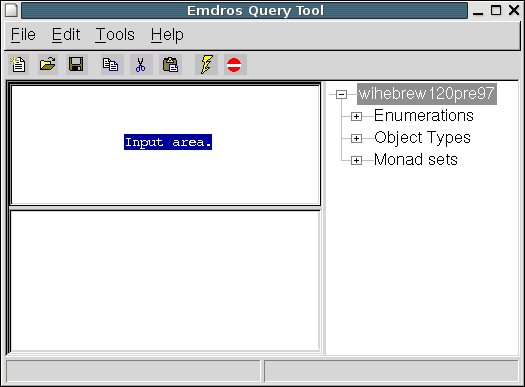 Emdros Query Tool
File Edit Tools Help
Input area.
wihebrew120pre97
Enumerations
Object Types
Monad sets